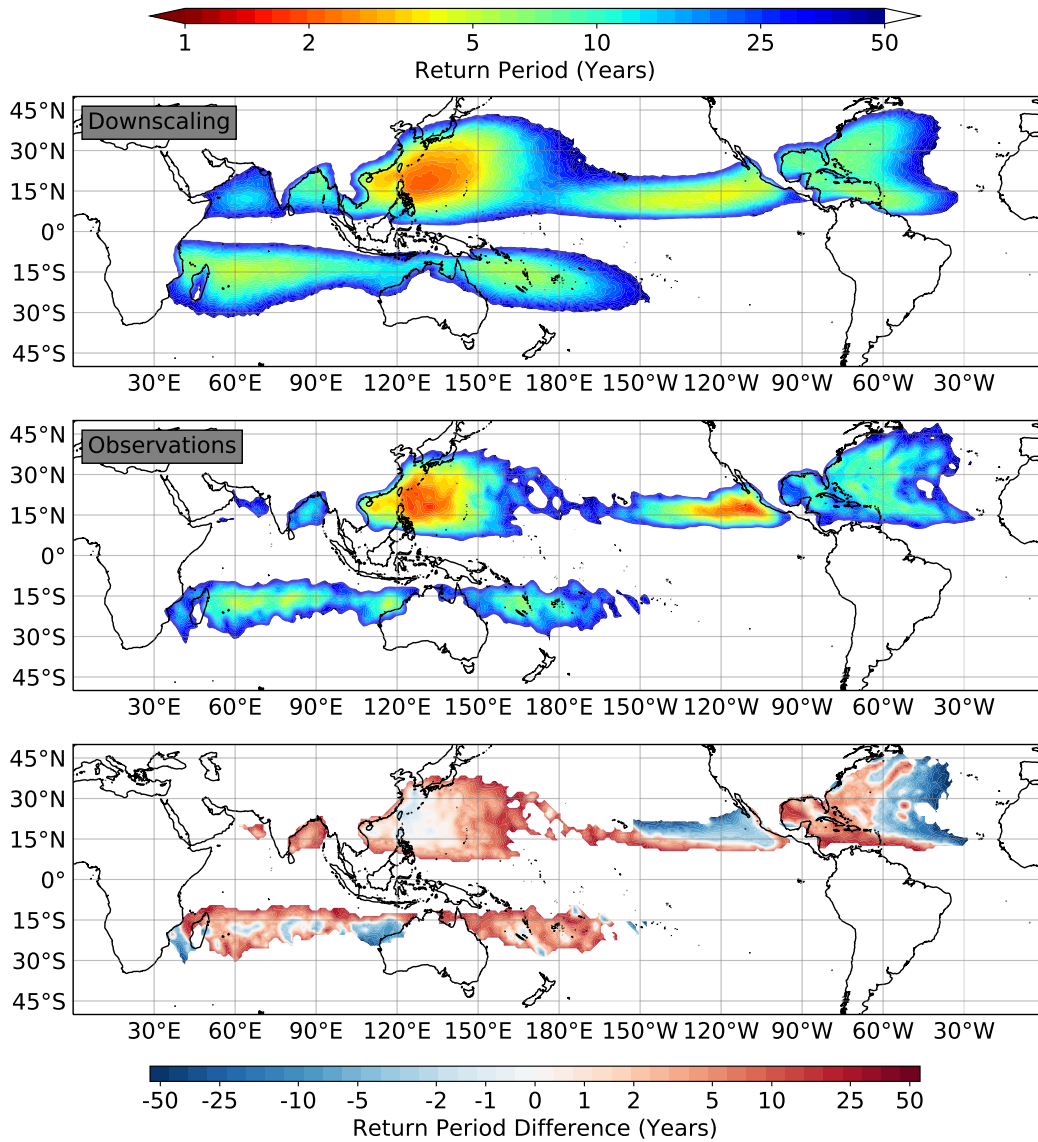 1 2 5 10 25 50
Return Period (Years)
Downscaling
45°N
30°N
15°N
0°
15°S
30°S
45°S
30°E 60°E 90°E 120°E 150°E 180°E 150°W 120°W 90°W 60°W 30°W
Observations
45°N
30°N
15°N
0°
15°S
30°S
45°S
30°E 60°E 90°E 120°E 150°E 180°E 150°W 120°W 90°W 60°W 30°W
45°N
30°N
15°N
0°
15°S
30°S
45°S
30°E 60°E 90°E 120°E 150°E 180°E 150°W 120°W 90°W 60°W 30°W
-50 -25 -10 -5 -2 -1 0 1 2 5 10 25 50
Return Period Difference (Years)